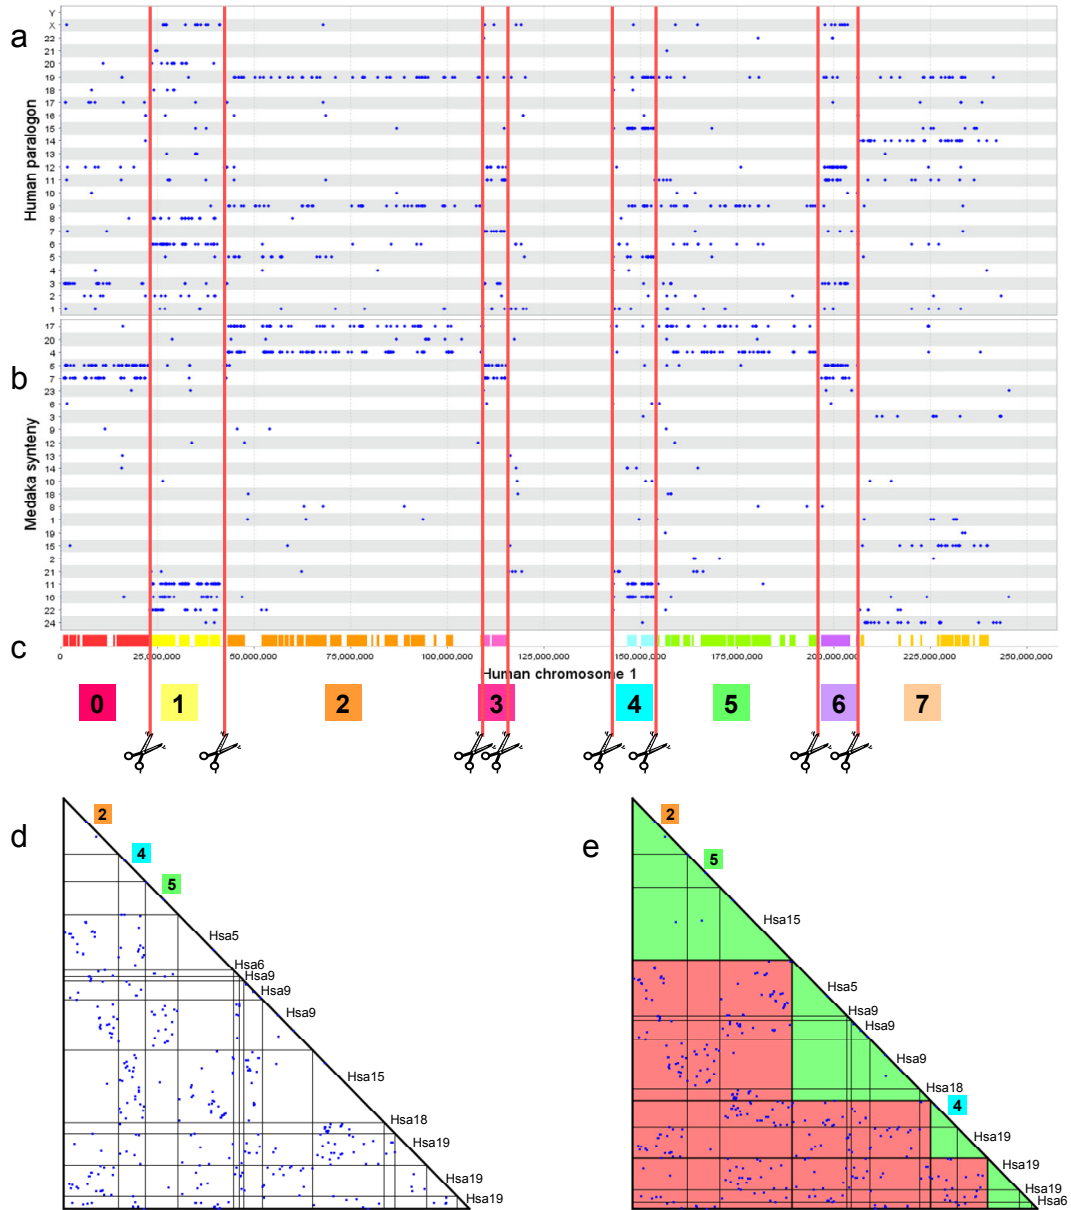 a
Human paralogon
Y
X
22
21
20
19
18
17
16
15
14
13
12
11
10
9
8
7
6
5
4
3
2
1
b
Medaka synteny
17
20
4
6
7
23
6
3
9
12
13
14
10
18
8
1
19
15
2
21
11
10
22
24
c
0 25,000,000 50,000,000 75,000,000 100,000,000 125,000,000 150,000,000 175,000,000 200,000,000 225,000,000 250,000,000
Human chromosome 1
0 1 2 3 4 5 6 7
d
2
4
5
Hsa5
Hsa6
Hsa9
Hsa9
Hsa9
Hsa15
Hsa18
Hsa19
Hsa19
Hsa19
e
2
5
Hsa15
Hsa5
Hsa9
Hsa9
Hsa9
Hsa18
4
Hsa19
Hsa19
Hsa19
Hsa6